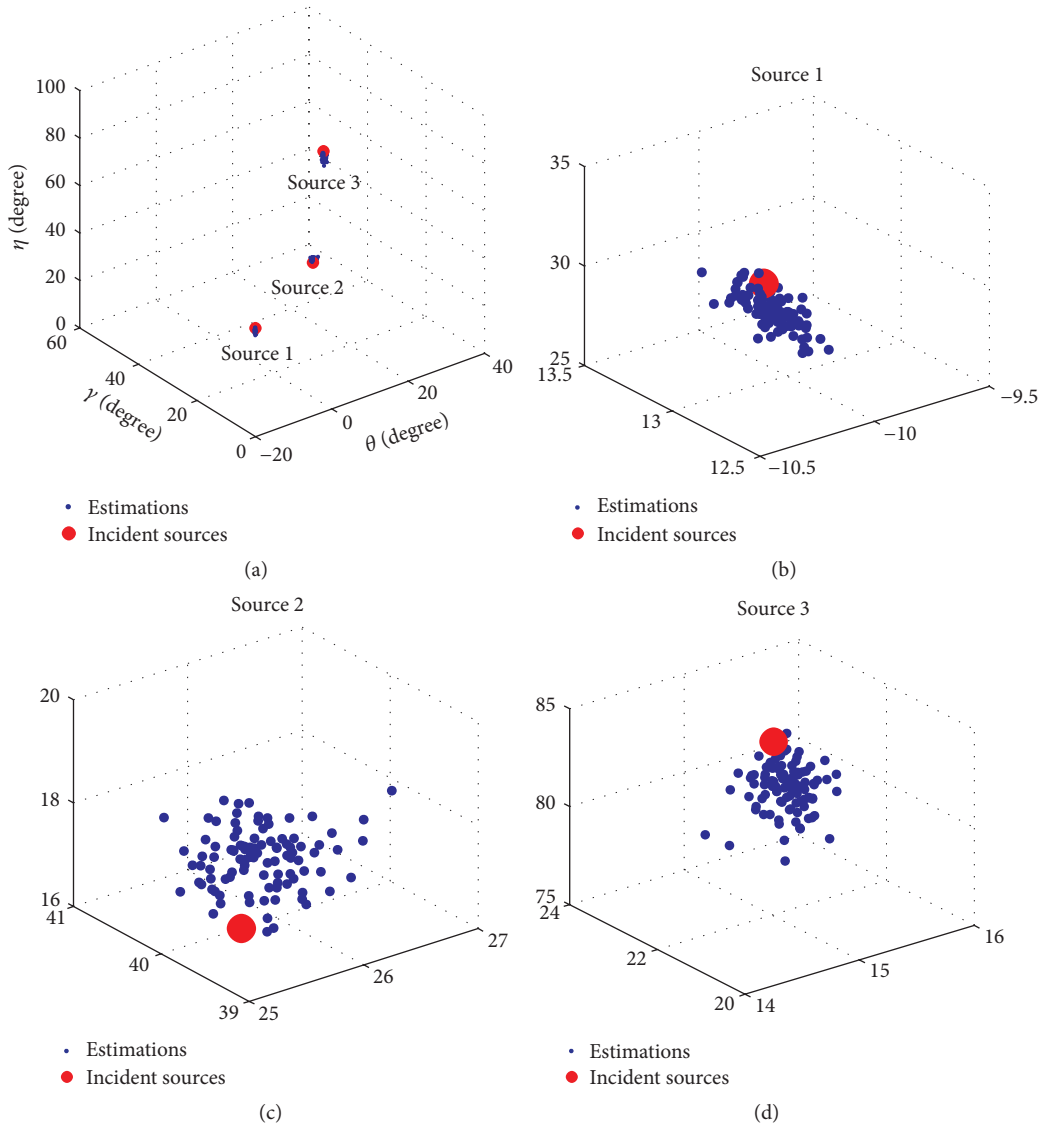 100
80
60
40
20
0
η (degree)
60
40
20
0
γ (degree)
−20
0
20
40
θ (degree)
Source 3
Source 2
Source 1
Estimations
Incident sources
(a)
Source 1
35
30
25
13.5
13
12.5
−10.5
−10
−9.5
Estimations
Incident sources
(b)
Source 2
20
18
16
41
40
39
25
26
27
Estimations
Incident sources
(c)
Source 3
85
80
75
24
22
20
14
15
16
Estimations
Incident sources
(d)